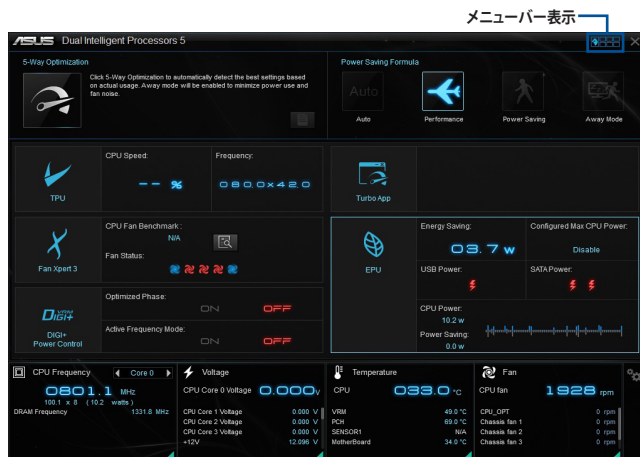 メニューバー表示
ASUS Dual Intelligent Processors 5
5-Way Optimization
Click 5-Way Optimization to automatically detect the best settings based
on actual usage. Away mode will be enabled to minimize power use and
fan noise.
Power Saving Formula
Auto
Auto
Performance
Power Saving
Away Mode
TPU
CPU Speed:
Frequency:
-- %
080.0x42.0
Turbo App
Fan Xpert 3
CPU Fan Benchmark:
N/A
Fan Status:
EPU
Energy Saving:
Configured Max CPU Power:
03.7 w
Disable
USB Power:
SATA Power:
CPU Power:
10.2 w
Power Saving:
0.0 w
DIGI+ VRM
DIGI+
Power Control
Optimized Phase:
ON OFF
Active Frequency Mode:
ON OFF
CPU Frequency
Core 0
0801.1 MHz
100.1 x 8 (10.2 watts)
DRAM Frequency 1331.8 MHz
Voltage
CPU Core 0 Voltage 0.000 V
CPU Core 1 Voltage 0.000 V
CPU Core 2 Voltage 0.000 V
CPU Core 3 Voltage 0.000 V
+12V 12.096 V
Temperature
CPU 033.0 °C
VRM 49.0 °C
PCH 69.0 °C
SENSOR1 N/A
MotherBoard 34.0 °C
Fan
CPU fan 1928 rpm
CPU_OPT 0 rpm
Chassis fan 1 0 rpm
Chassis fan 2 0 rpm
Chassis fan 3 0 rpm